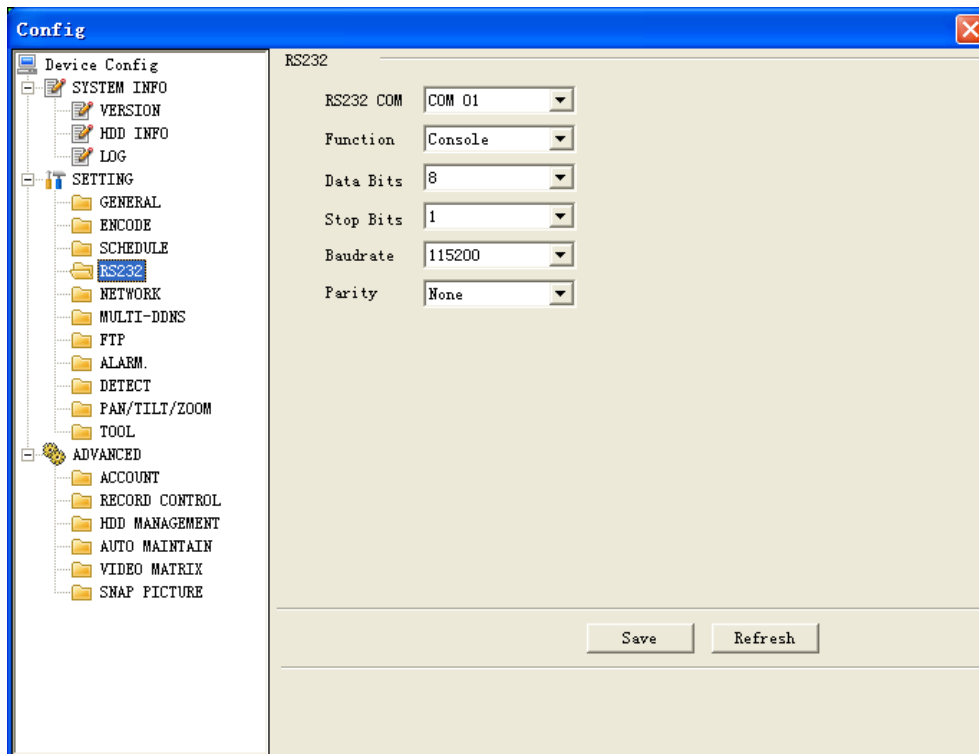 Config
Device Config
SYSTEM INFO
VERSION
HDD INFO
LOG
SETTING
GENERAL
ENCODE
SCHEDULE
RS232
NETWORK
MULTI-DDNS
FTP
ALARM.
DETECT
PAN/TILT/ZOOM
TOOL
ADVANCED
ACCOUNT
RECORD CONTROL
HDD MANAGEMENT
AUTO MAINTAIN
VIDEO MATRIX
SNAP PICTURE
RS232
RS232 COM COM 01
Function Console
Data Bits 8
Stop Bits 1
Baudrate 115200
Parity None
Save Refresh